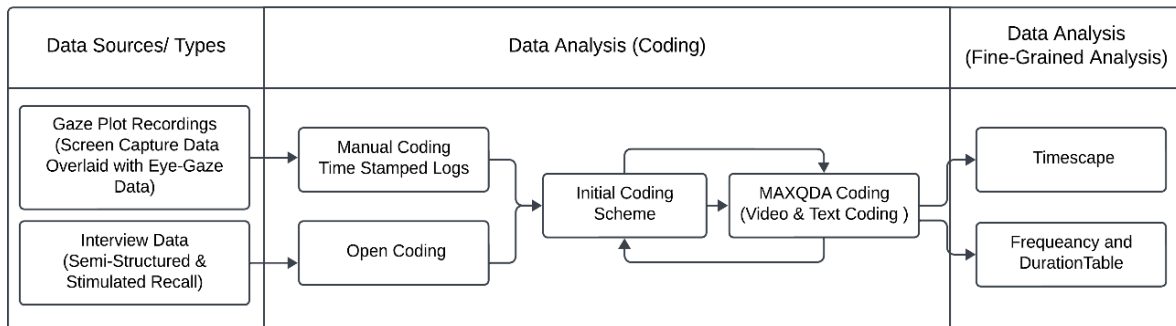 Data Sources/ Types
Data Analysis (Coding)
Data Analysis
(Fine-Grained Analysis)
Gaze Plot Recordings
(Screen Capture Data
Overlaid with Eye-Gaze
Data)
Manual Coding
Time Stamped Logs
Initial Coding
Scheme
MAXQDA Coding
(Video & Text Coding )
Timescape
Interview Data
(Semi-Structured &
Stimulated Recall)
Open Coding
Frequeancy and
DurationTable